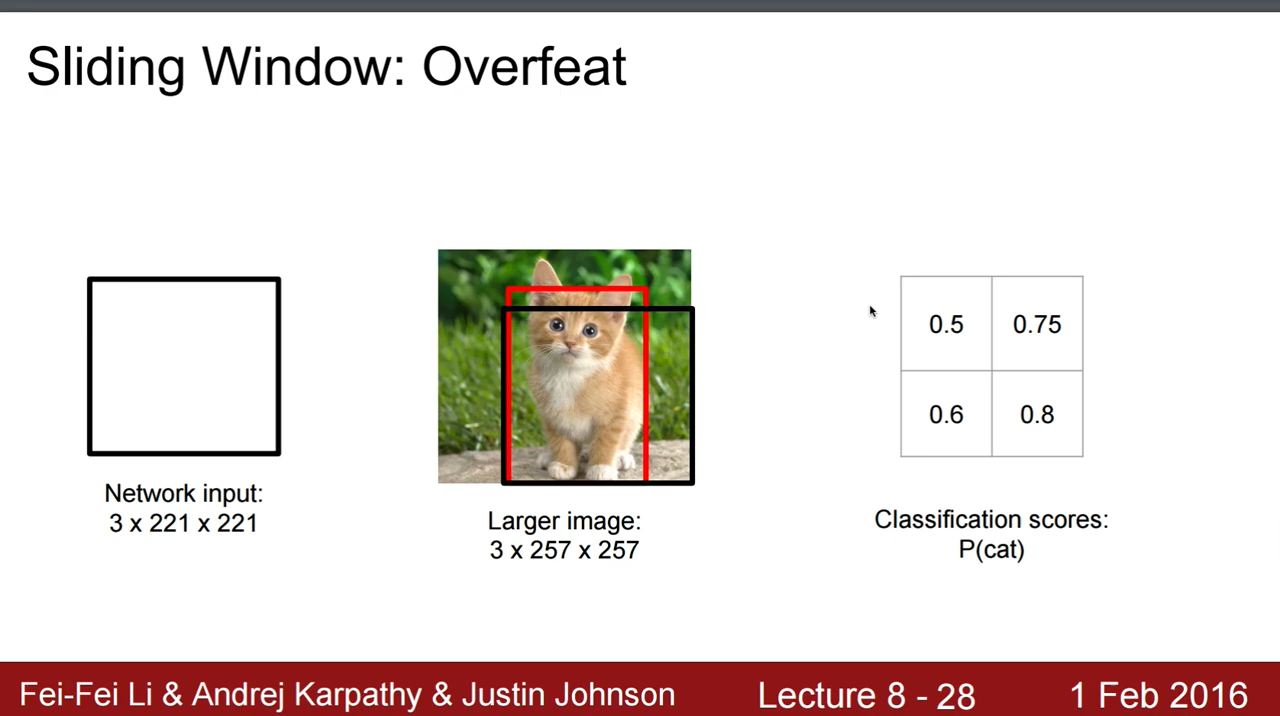 Sliding Window: Overfeat
Network input:
3 x 221 x 221
Larger image:
3 x 257 x 257
0.5 0.75
0.6 0.8
Classification scores:
P(cat)
Fei-Fei Li & Andrej Karpathy & Justin Johnson Lecture 8 - 28 1 Feb 2016